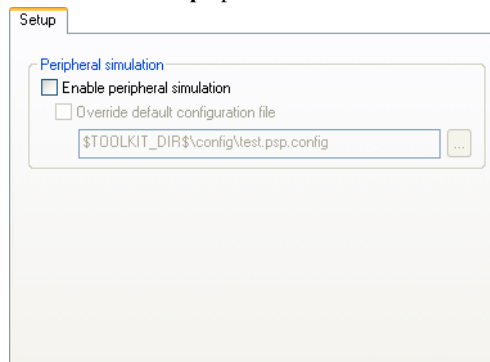 Setup
Peripheral simulation
Enable peripheral simulation
Override default configuration file
$TOOLKIT_DIR$\config\test.psp.config
...